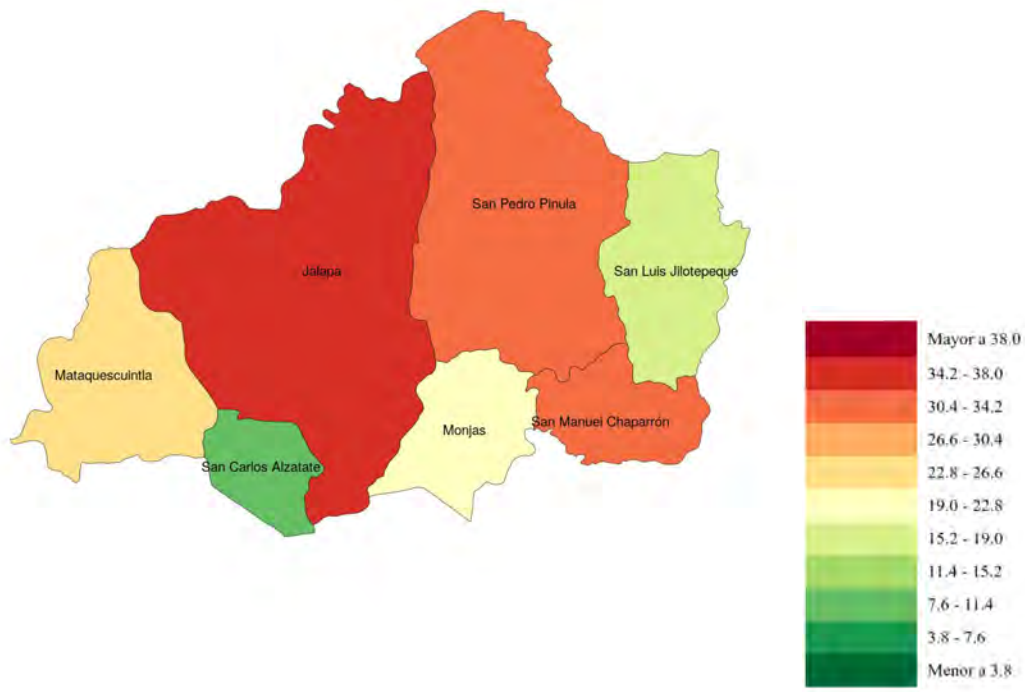 San Pedro Pinula
Jalapa
San Luis Jilotepeque
Mataquescuintla
Monjas
San Manuel Chaparrón
San Carlos Alzatate
Mayor a 38.0
34.2 - 38.0
30.4 - 34.2
26.6 - 30.4
22.8 - 26.6
19.0 - 22.8
15.2 - 19.0
11.4 - 15.2
7.6 - 11.4
3.8 - 7.6
Menor a 3.8